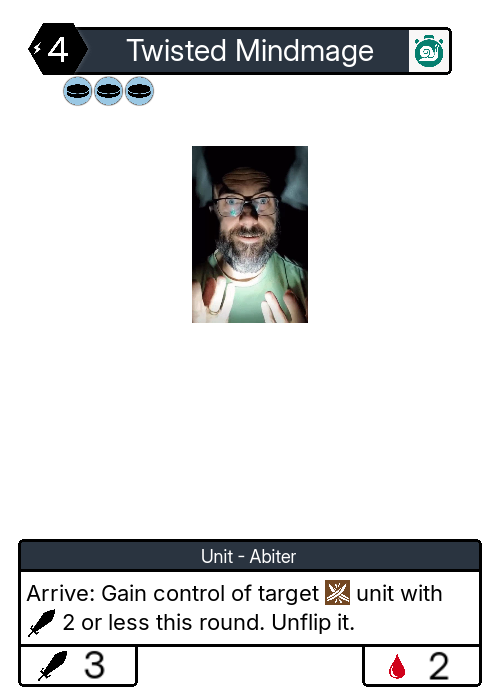 4 Twisted Mindmage
Unit - Abiter
Arrive: Gain control of target unit with
2 or less this round. Unflip it.
3 2